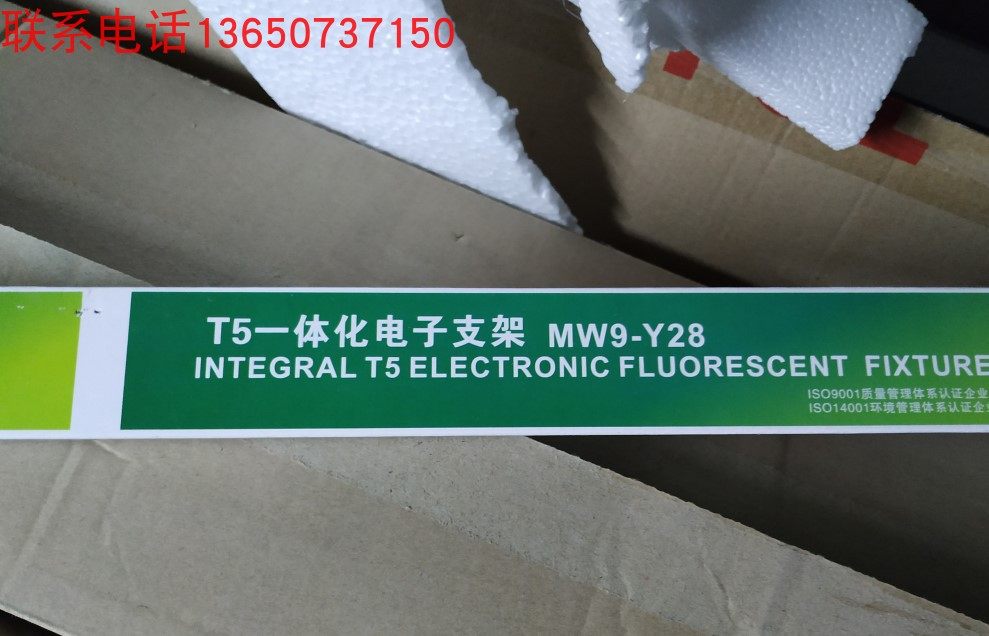 联系电话13650737150
T5一体化电子支架 MW9-Y28
INTEGRAL T5 ELECTRONIC FLUORESCENT FIXTURE
ISO9001质量管理体系认证企业
ISO14001环境管理体系认证企业